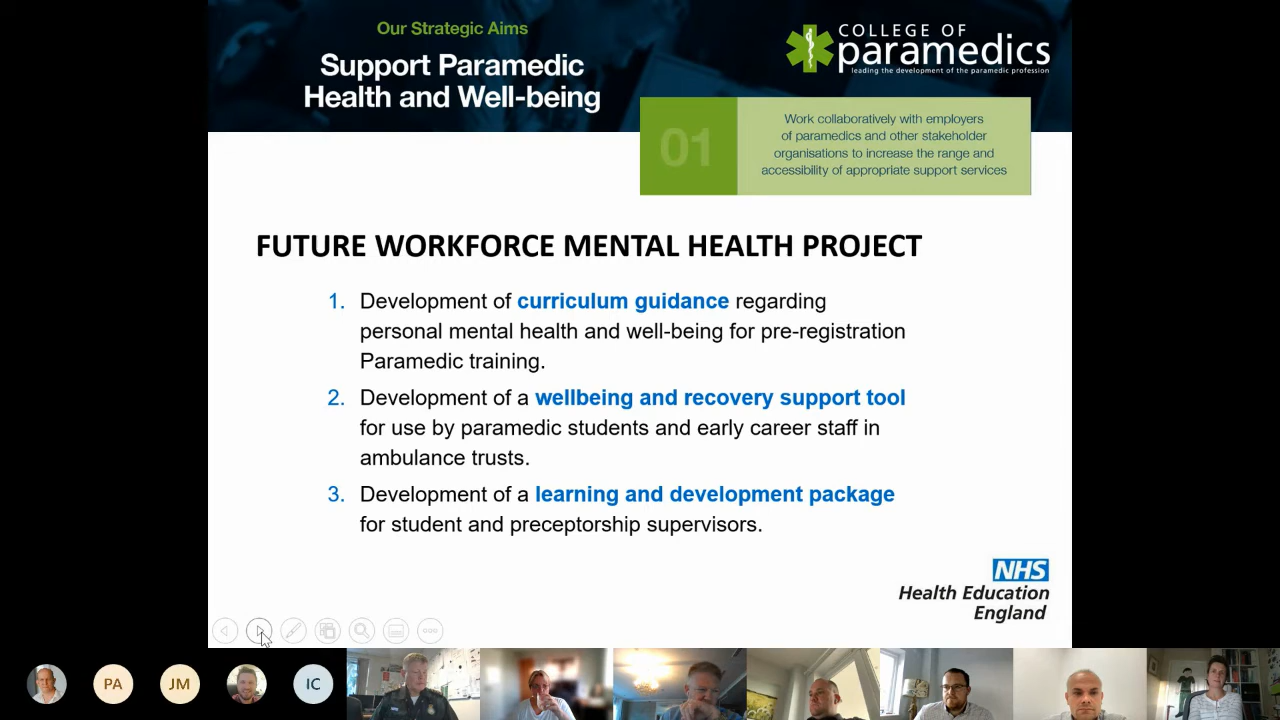 Our Strategic Aims
Support Paramedic
Health and Well-being
COLLEGE OF
paramedics
leading the development of the paramedic profession
01
Work collaboratively with employers
of paramedics and other stakeholder
organisations to increase the range and
accessibility of appropriate support services
FUTURE WORKFORCE MENTAL HEALTH PROJECT
1. Development of curriculum guidance regarding
personal mental health and well-being for pre-registration
Paramedic training.
2. Development of a wellbeing and recovery support tool
for use by paramedic students and early career staff in
ambulance trusts.
3. Development of a learning and development package
for student and preceptorship supervisors.
NHS
Health Education
England
PA
JM
IC